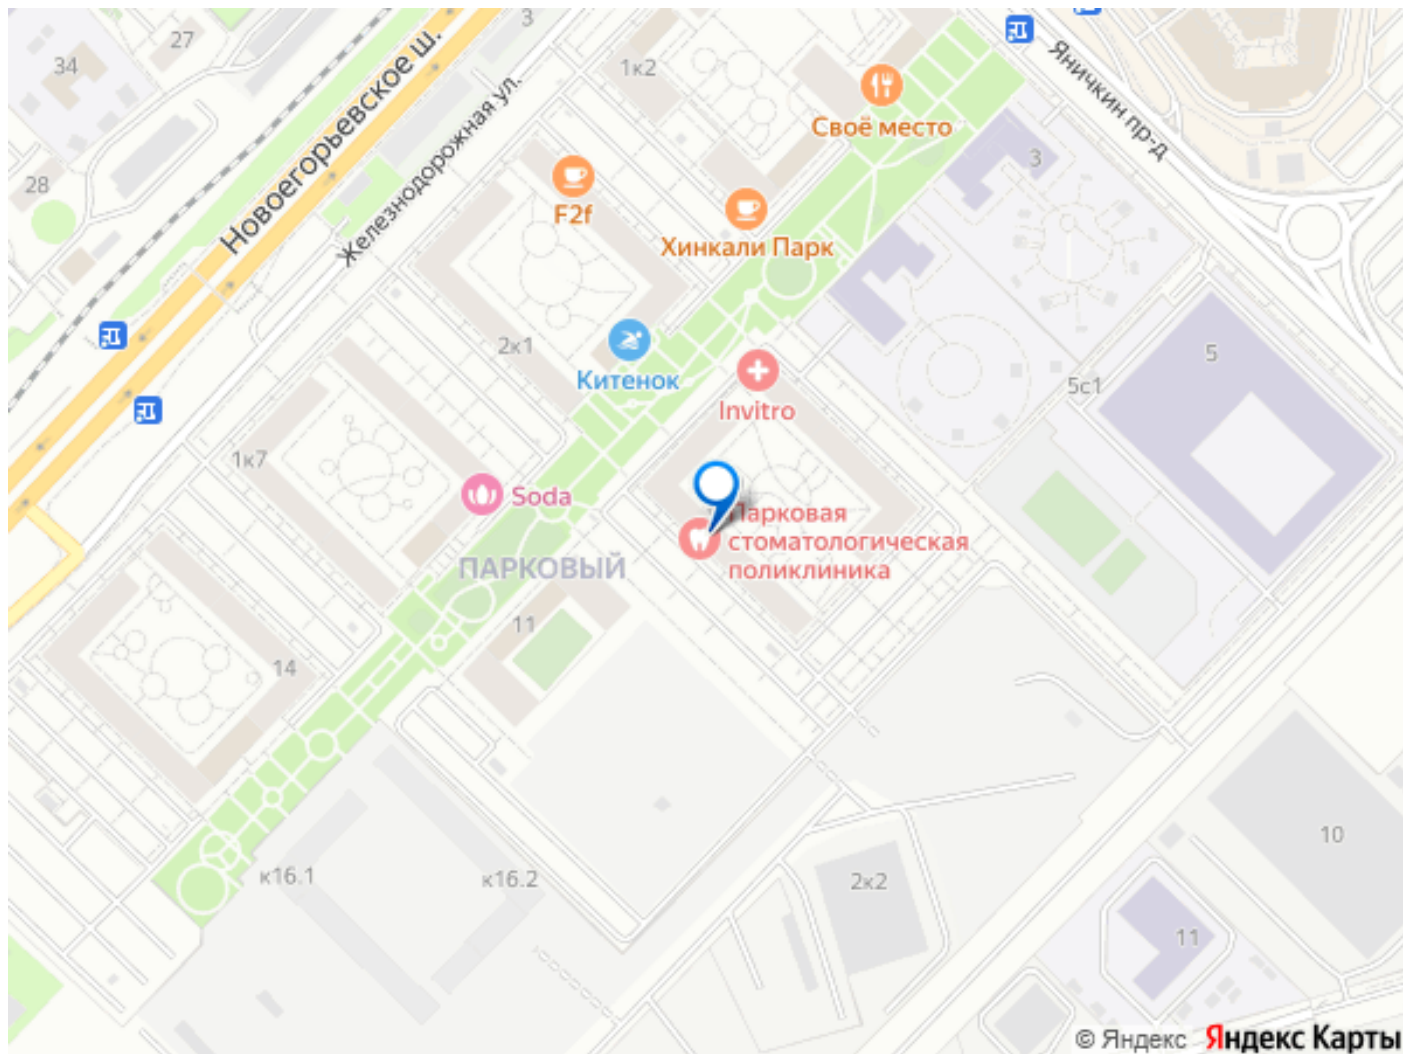 3
27
34
1к2
Новоегорьевское ш.
Железнодорожная ул.
Яничкин пр-д
Своё место
3
28
F2f
Хинкали Парк
2к1
Китенок
5
5с1
Invitro
1к7
Soda
Парковая
стоматологическая
поликлиника
ПАРКОВЫЙ
11
14
10
к16.1
к16.2
2к2
11
© Яндекс Яндекс Карты